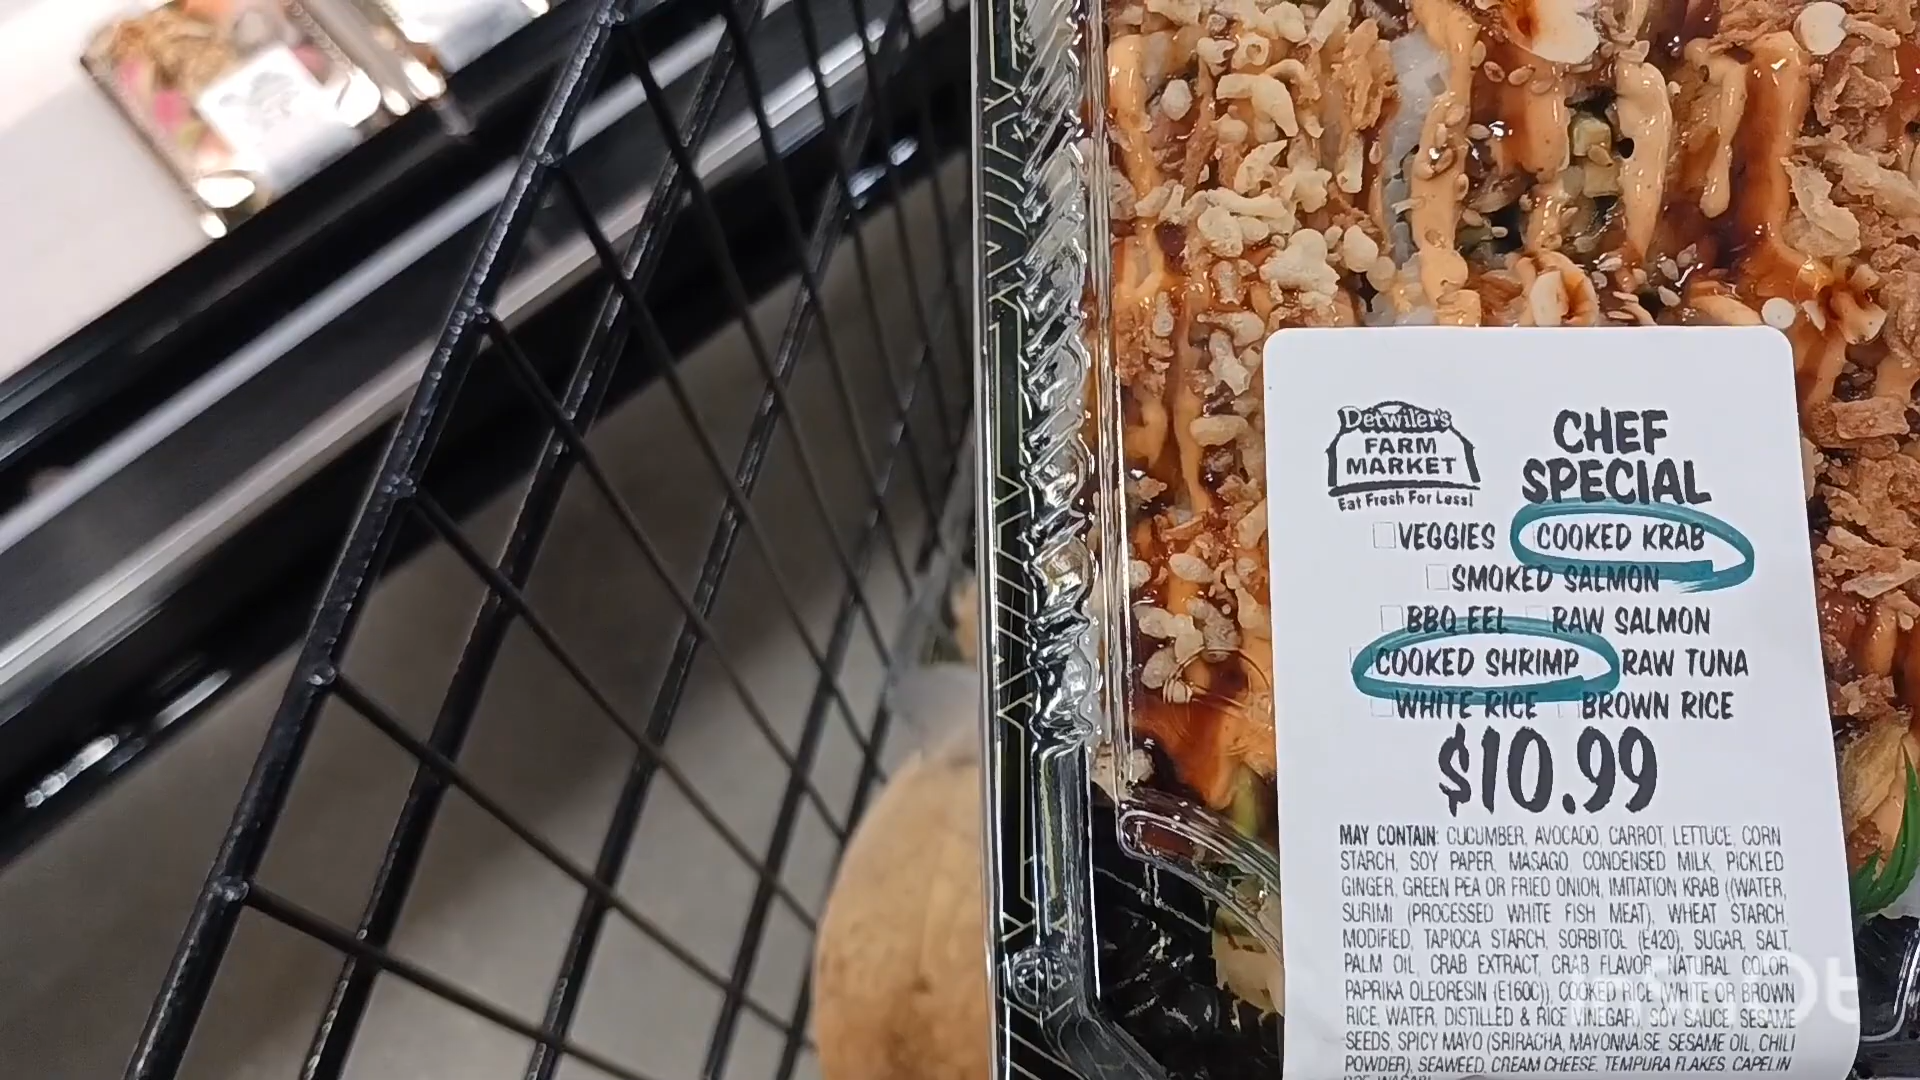 Detwiler's
FARM
MARKET
Eat Fresh For Less!
CHEF
SPECIAL
VEGGIES COOKED KRAB
SMOKED SALMON
BBQ EEL RAW SALMON
COOKED SHRIMP RAW TUNA
WHITE RICE BROWN RICE
$10.99
MAY CONTAIN: CUCUMBER, AVOCADO, CARROT, LETTUCE, CORN
STARCH, SOY PAPER, MASAGO, CONDENSED MILK, PICKLED
GINGER, GREEN PEA OR FRIED ONION, IMITATION KRAB ((WATER,
SURIMI (PROCESSED WHITE FISH MEAT), WHEAT STARCH,
MODIFIED, TAPIOCA STARCH, SORBITOL (E420), SUGAR, SALT,
PALM OIL, CRAB EXTRACT, CRAB FLAVOR, NATURAL COLOR
PAPRIKA OLEORESIN (E160C)), COOKED RICE (WHITE OR BROWN
RICE, WATER, DISTILLED & RICE VINEGAR), SOY SAUCE, SESAME
SEEDS, SPICY MAYO (SRIRACHA, MAYONNAISE, SESAME OIL, CHILI
POWDER), SEAWEED, CREAM CHEESE, TEMPURA FLAKES, CAPELIN